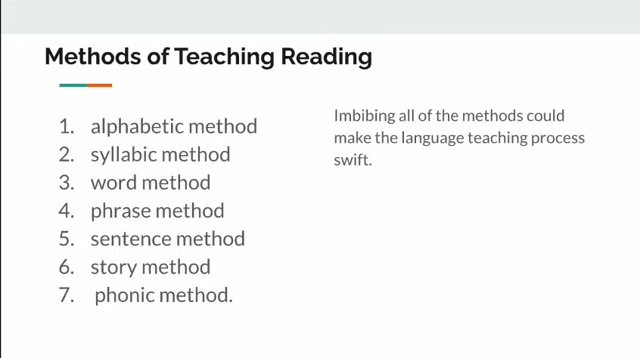 Methods of Teaching Reading
1. alphabetic method
2. syllabic method
3. word method
4. phrase method
5. sentence method
6. story method
7. phonic method.
Imbibing all of the methods could
make the language teaching process
swift.